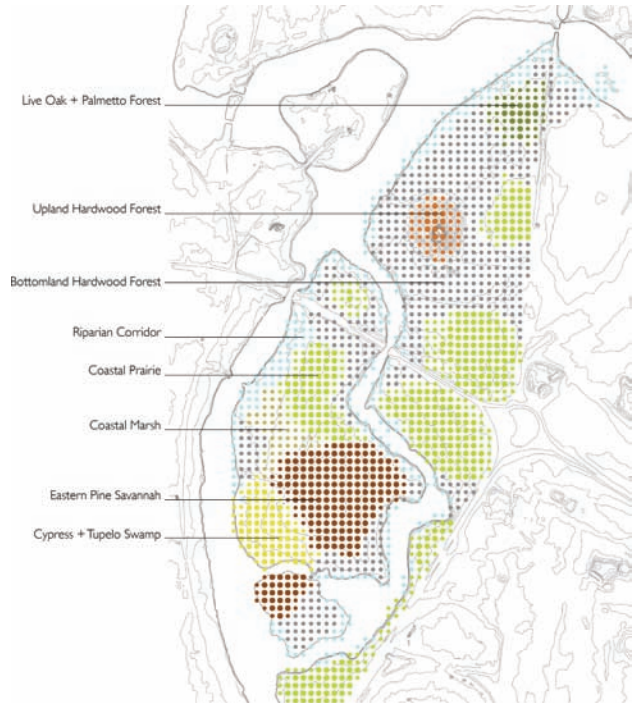 Live Oak + Palmetto Forest
Upland Hardwood Forest
Bottomland Hardwood Forest
Riparian Corridor
Coastal Prairie
Coastal Marsh
Eastern Pine Savannah
Cypress + Tupelo Swamp